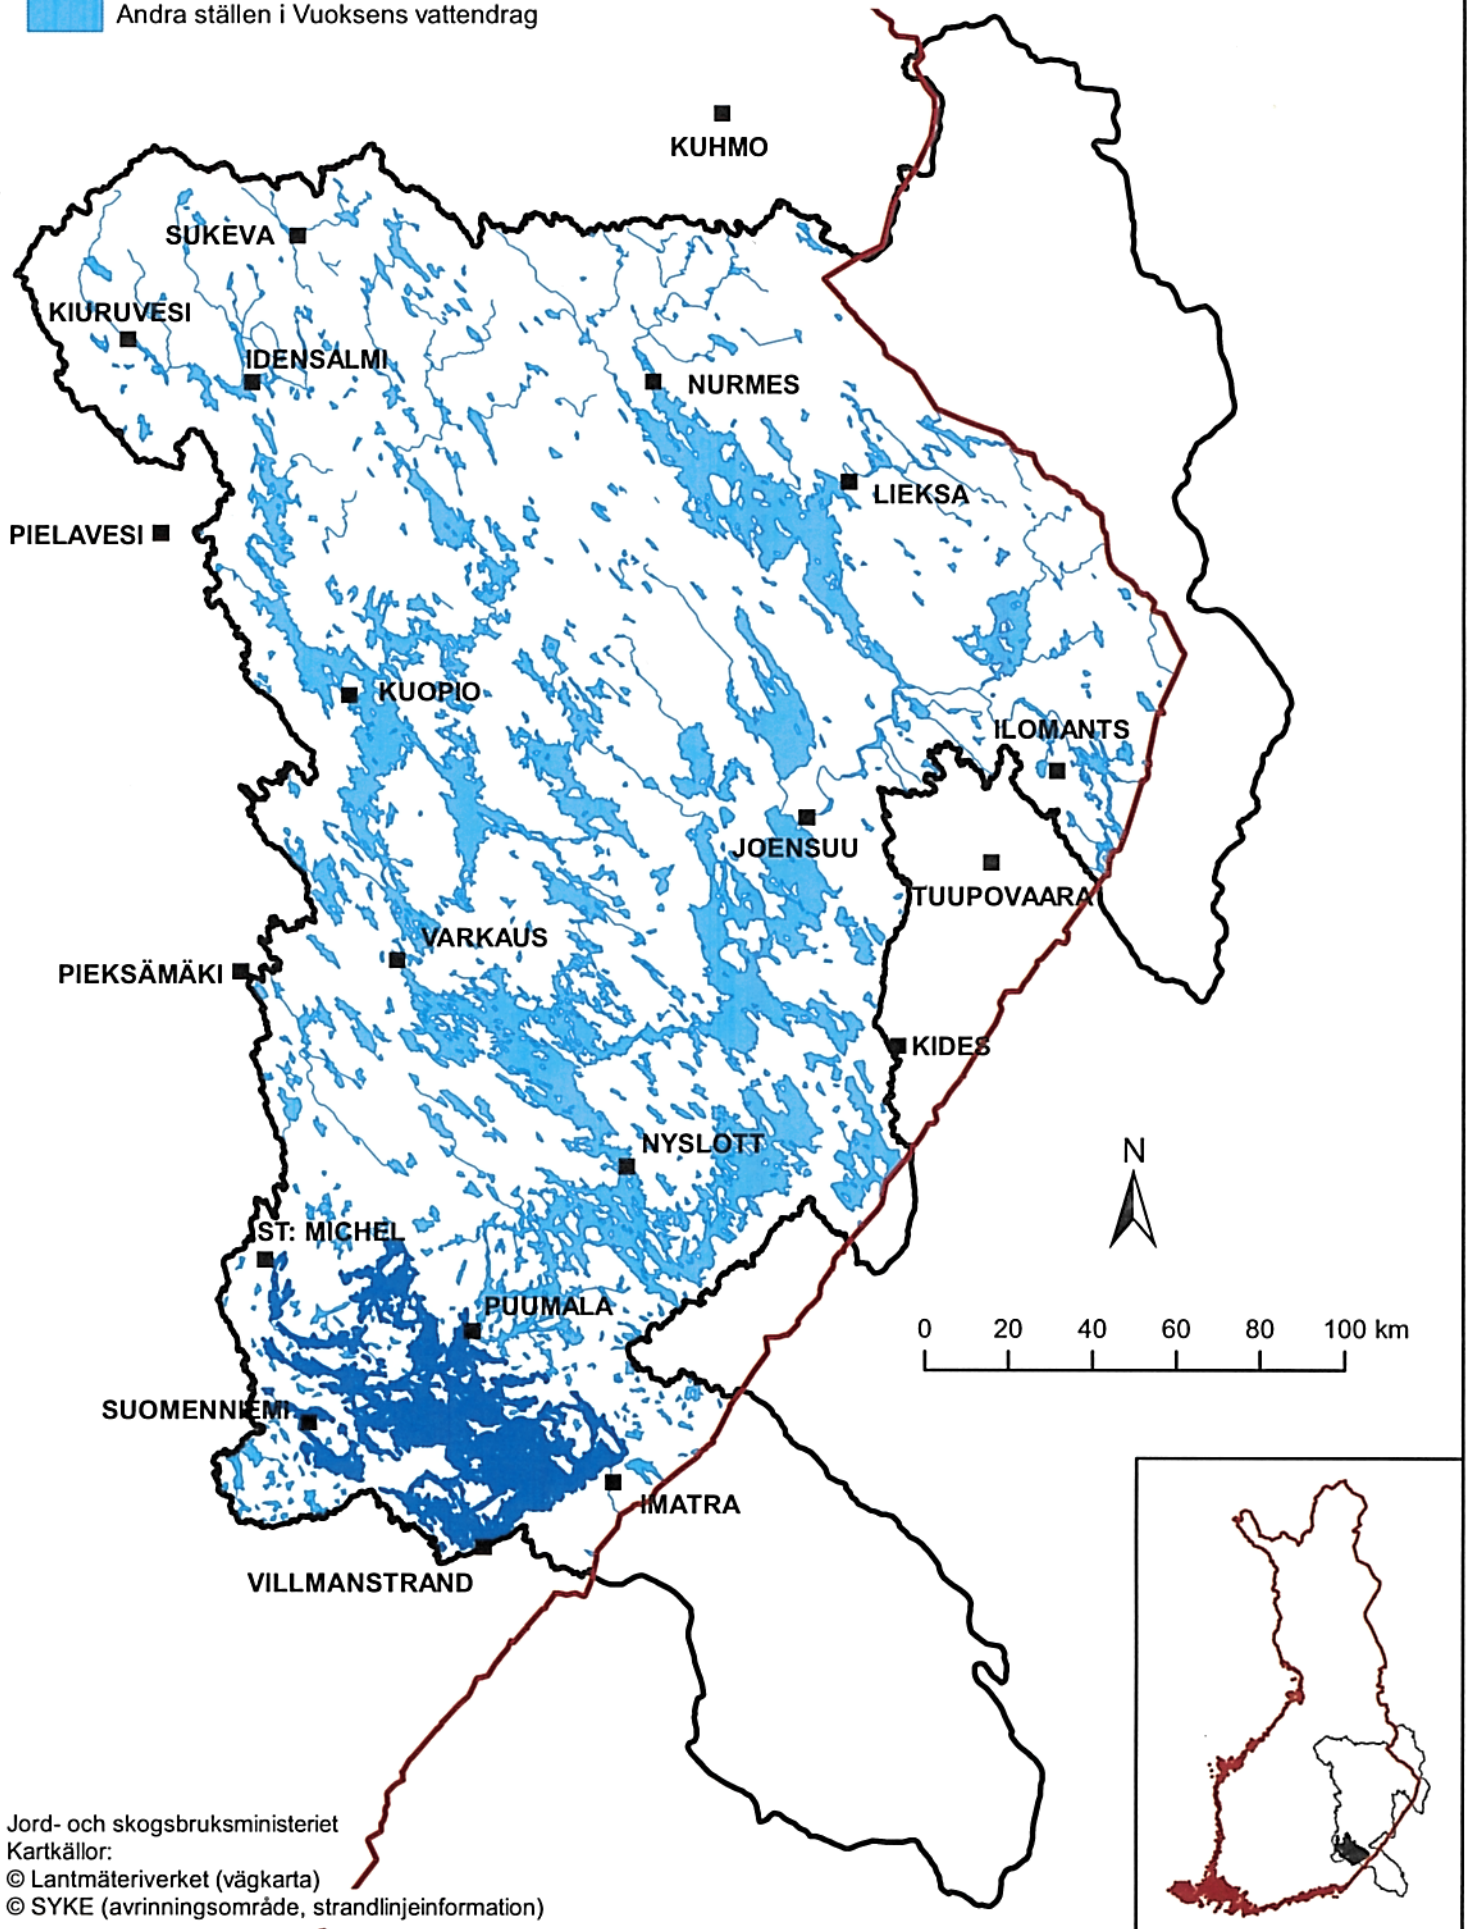 Andra ställen i Vuoksens vattendrag
KUHMO
SUKEVA
KIURUVESI
IDENSALMI
NURMES
LIEKSA
PIELAVESI
KUOPIO
ILOMANTS
JOENSUU
TUUPOVAARA
VARKAUS
PIEKSÄMÄKI
KIDES
NYSLOTT
N
ST: MICHEL
PUUMALA
0 20 40 60 80 100 km
SUOMENNIEMI
IMATRA
VILLMANSTRAND
Jord- och skogsbruksministeriet
Kartkällor:
© Lantmäteriverket (vägkarta)
© SYKE (avrinningsområde, strandlinjeinformation)